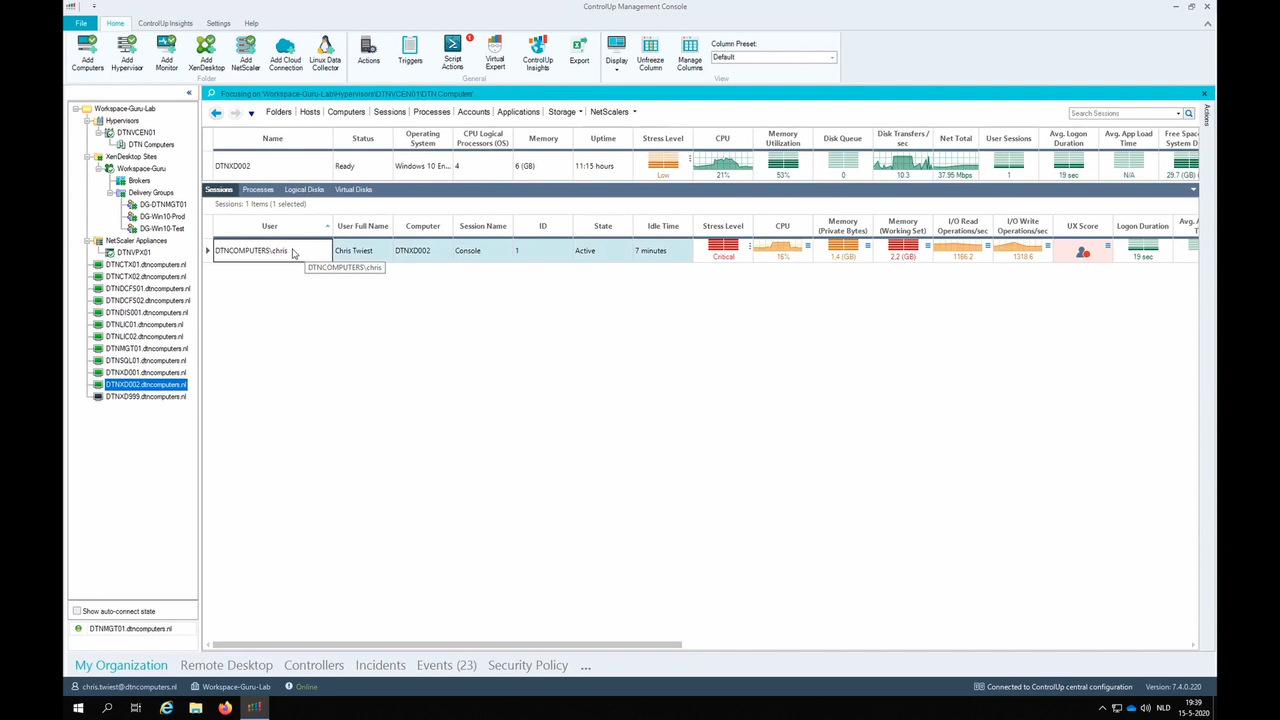 ControlUp Management Console
File Home ControlUp Insights Settings Help
Add Computers
Add Hypervisor
Add Monitor
Add XenDesktop
Add NetScaler
Add Cloud Connection
Linux Data Collector
Folder
Actions
Triggers
Script Actions
1
Virtual Expert
ControlUp Insights
Export
General
Display
Unfreeze Column
Manage Columns
Column Preset:
Default
View
Workspace-Guru-Lab
Hypervisors
DTNVCEN01
DTN Computers
XenDesktop Sites
Workspace-Guru
Brokers
Delivery Groups
DG-DTNMGT01
DG-Win10-Prod
DG-Win10-Test
NetScaler Appliances
DTNVPX01
DTNCTX01.dtncomputers.nl
DTNCTX02.dtncomputers.nl
DTNDCFS01.dtncomputers.nl
DTNDCFS02.dtncomputers.nl
DTNDIS001.dtncomputers.nl
DTNLIC01.dtncomputers.nl
DTNLIC02.dtncomputers.nl
DTNMGT01.dtncomputers.nl
DTNSQL01.dtncomputers.nl
DTNXD001.dtncomputers.nl
DTNXD002.dtncomputers.nl
DTNXD999.dtncomputers.nl
Show auto-connect state
DTNMGT01.dtncomputers.nl
Focusing on 'Workspace-Guru-Lab\Hypervisors\DTNVCEN01\DTN Computers'
Actions
Folders Hosts Computers Sessions Processes Accounts Applications Storage NetScalers
Search Sessions
Name Status Operating System CPU Logical Processors (OS) Memory Uptime Stress Level CPU Memory Utilization Disk Queue Disk Transfers / sec Net Total User Sessions Avg. Logon Duration Avg. App Load Time Free Space System D
DTNXD002 Ready Windows 10 En... 4 6 (GB) 11:15 hours Low 21% 53% 0 10.3 37.95 Mbps 1 19 sec N/A 29.7 (GB)
Sessions Processes Logical Disks Virtual Disks
Sessions: 1 Items (1 selected)
User User Full Name Computer Session Name ID State Idle Time Stress Level CPU Memory (Private Bytes) Memory (Working Set) I/O Read Operations/sec I/O Write Operations/sec UX Score Logon Duration Avg. A T
DTNCOMPUTERS\chris Chris Twiest DTNXD002 Console 1 Active 7 minutes Critical 16% 1,4 (GB) 2,2 (GB) 1166.2 1318.6 19 sec
DTNCOMPUTERS\chris
My Organization Remote Desktop Controllers Incidents Events (23) Security Policy ...
chris.twiest@dtncomputers.nl Workspace-Guru-Lab Online Connected to ControlUp central configuration Version: 7.4.0.220
NLD 19:39
15-5-2020